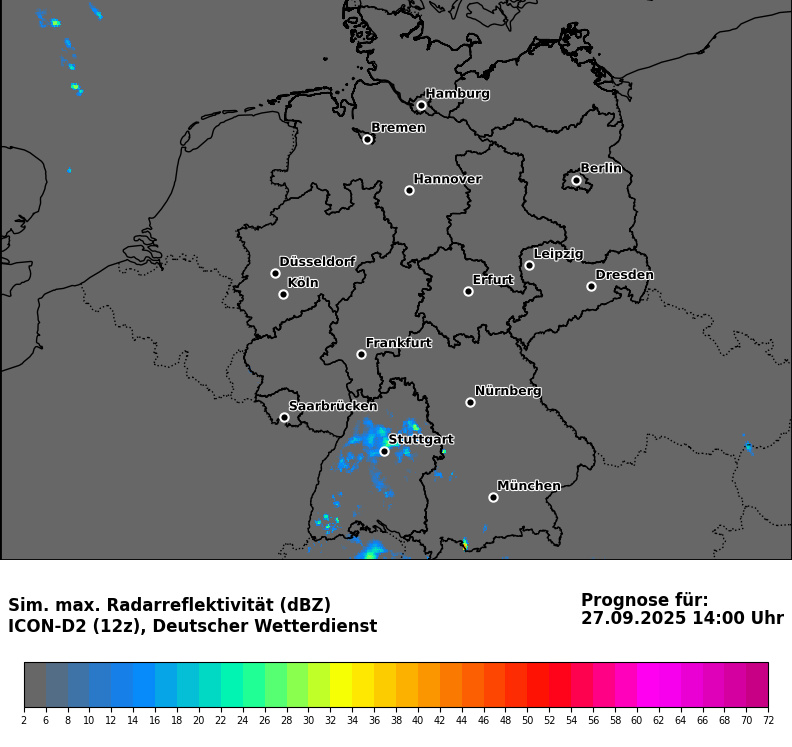 Hamburg
Bremen
Berlin
Hannover
Leipzig
Düsseldorf
Dresden
Köln
Erfurt
Frankfurt
Nürnberg
Saarbrücken
Stuttgart
München
Sim. max. Radarreflektivität (dBZ)
ICON-D2 (12z), Deutscher Wetterdienst
Prognose für:
27.09.2025 14:00 Uhr
2 6 8 10 12 14 16 18 20 22 24 26 28 30 32 34 36 38 40 42 44 46 48 50 52 54 56 58 60 62 64 66 68 70 72